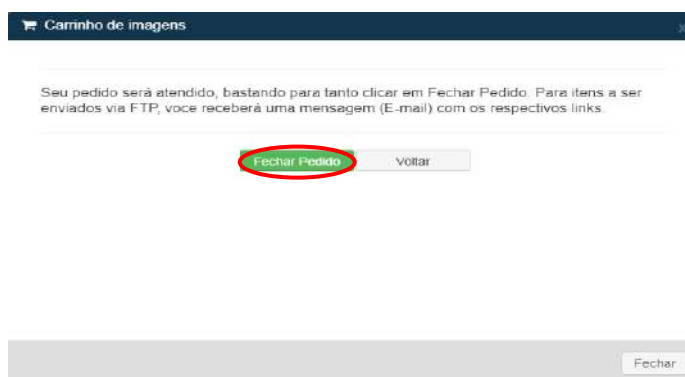 Carrinho de imagens
Seu pedido será atendido, bastando para tanto clicar em Fechar Pedido. Para itens a ser
enviados via FTP, voce receberá uma mensagem (E-mail) com os respectivos links.
Fechar Pedido Voltar
Fechar